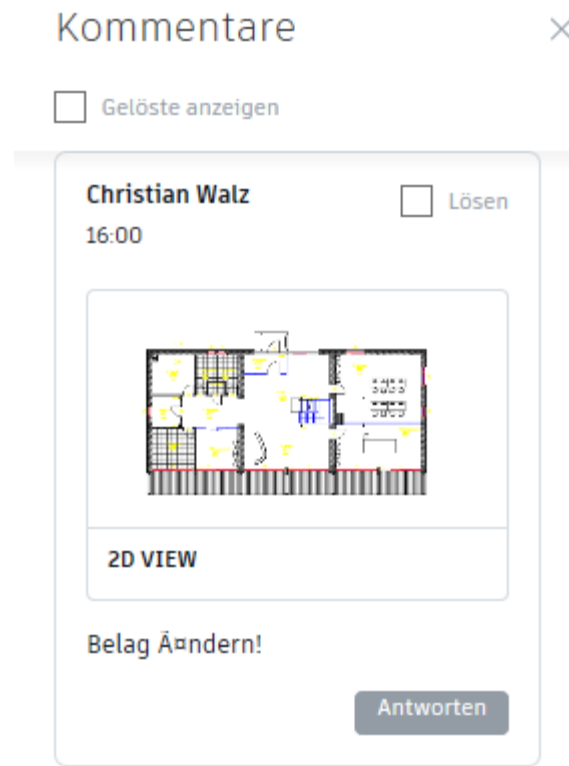 Kommentare
Gelöste anzeigen
Christian Walz
Lösen
16:00
2D VIEW
Belag Ã¤ndern!
Antworten